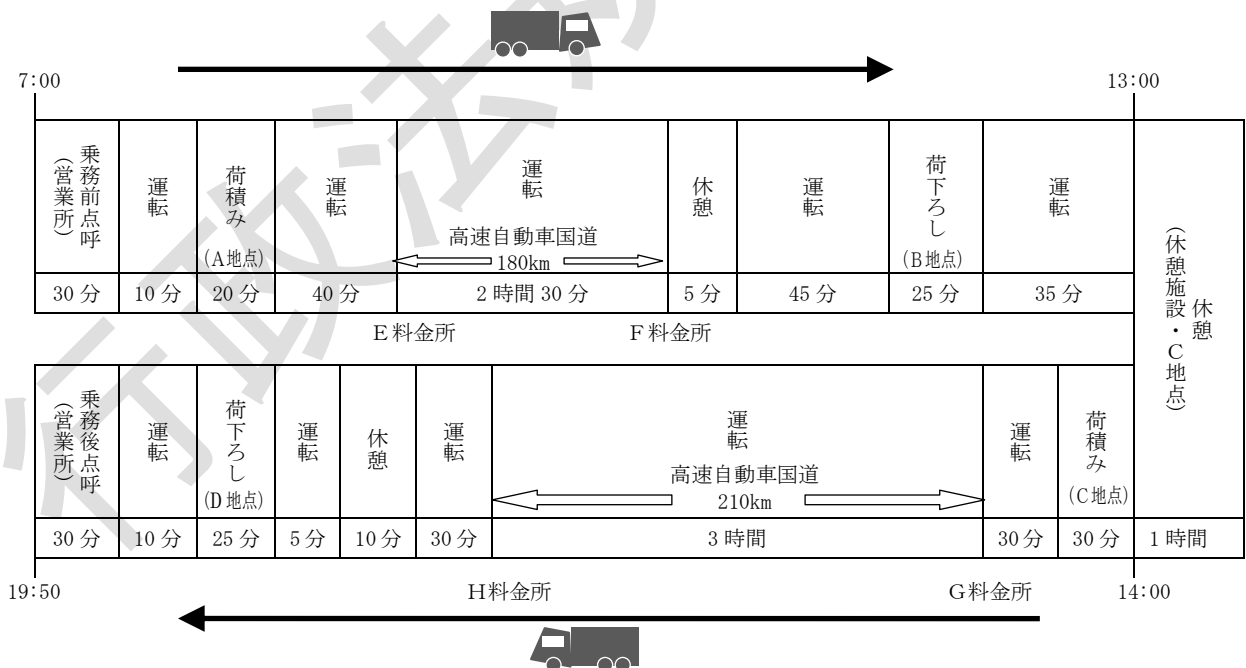 7:00
13:00
乗務前点呼
(営業所)
運転
荷積み
(A地点)
運転
運転
高速自動車国道
180km
休憩
運転
荷下ろし
(B地点)
運転
休憩
(休憩施設・C地点)
30分
10分
20分
40分
2時間30分
5分
45分
25分
35分
E料金所
F料金所
乗務後点呼
(営業所)
運転
荷下ろし
(D地点)
運転
休憩
運転
運転
高速自動車国道
210km
運転
荷積み
(C地点)
30分
10分
25分
5分
10分
30分
3時間
30分
30分
1時間
19:50
H料金所
G料金所
14:00
行政法